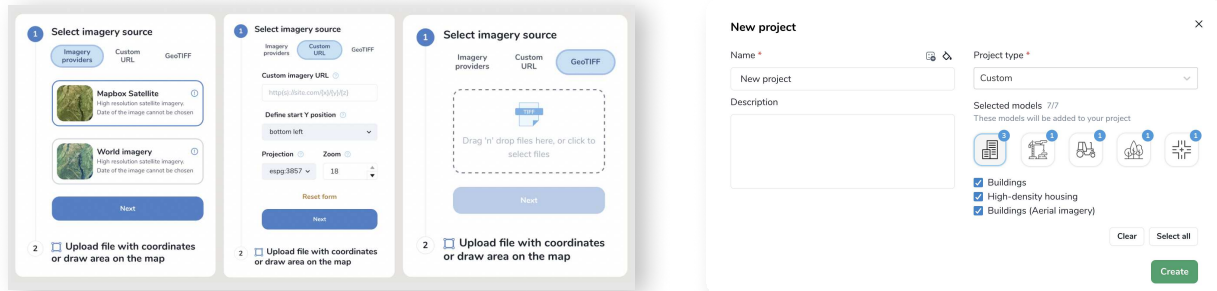 1
Select imagery source
Imagery
providers
Custom
URL
GeoTIFF
Mapbox Satellite
High resolution satellite imagery.
Date of the image cannot be chosen
World imagery
High resolution satellite imagery.
Date of the image cannot be chosen
Next
2
Upload file with coordinates
or draw area on the map
1
Select imagery source
Imagery
providers
Custom
URL
GeoTIFF
Custom imagery URL
http(s)://site.com/{x}/{y}/{z}
Define start Y position
bottom left
Projection
Zoom
espg:3857
18
Reset form
Next
2
Upload file with coordinates
or draw area on the map
1
Select imagery source
Imagery
providers
Custom
URL
GeoTIFF
TIFF
Drag 'n' drop files here, or click to
select files
Next
2
Upload file with coordinates
or draw area on the map
New project
Name *
New project
Description
Project type *
Custom
Selected models 7/7
These models will be added to your project
3
1
1
1
1
Buildings
High-density housing
Buildings (Aerial imagery)
Clear
Select all
Create